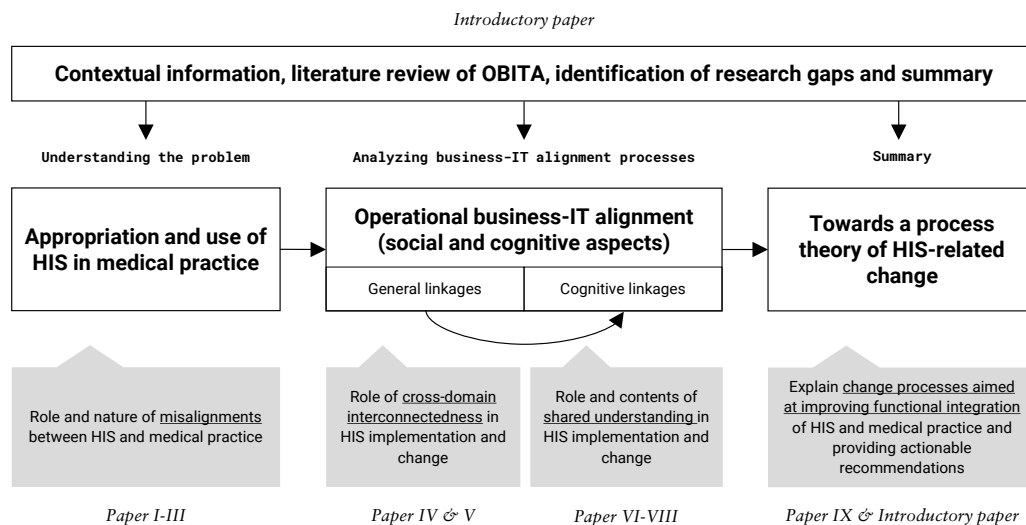 Introductory paper
Contextual information, literature review of OBITA, identification of research gaps and summary
Understanding the problem
Analyzing business-IT alignment processes
Summary
Appropriation and use of
HIS in medical practice
Operational business-IT alignment
(social and cognitive aspects)
General linkages
Cognitive linkages
Towards a process
theory of HIS-related
change
Role and nature of misalignments
between HIS and medical practice
Role of cross-domain
interconnectedness in
HIS implementation and
change
Role and contents of
shared understanding in
HIS implementation and
change
Explain change processes aimed
at improving functional integration
of HIS and medical practice and
providing actionable
recommendations
Paper I-III
Paper IV & V
Paper VI-VIII
Paper IX & Introductory paper